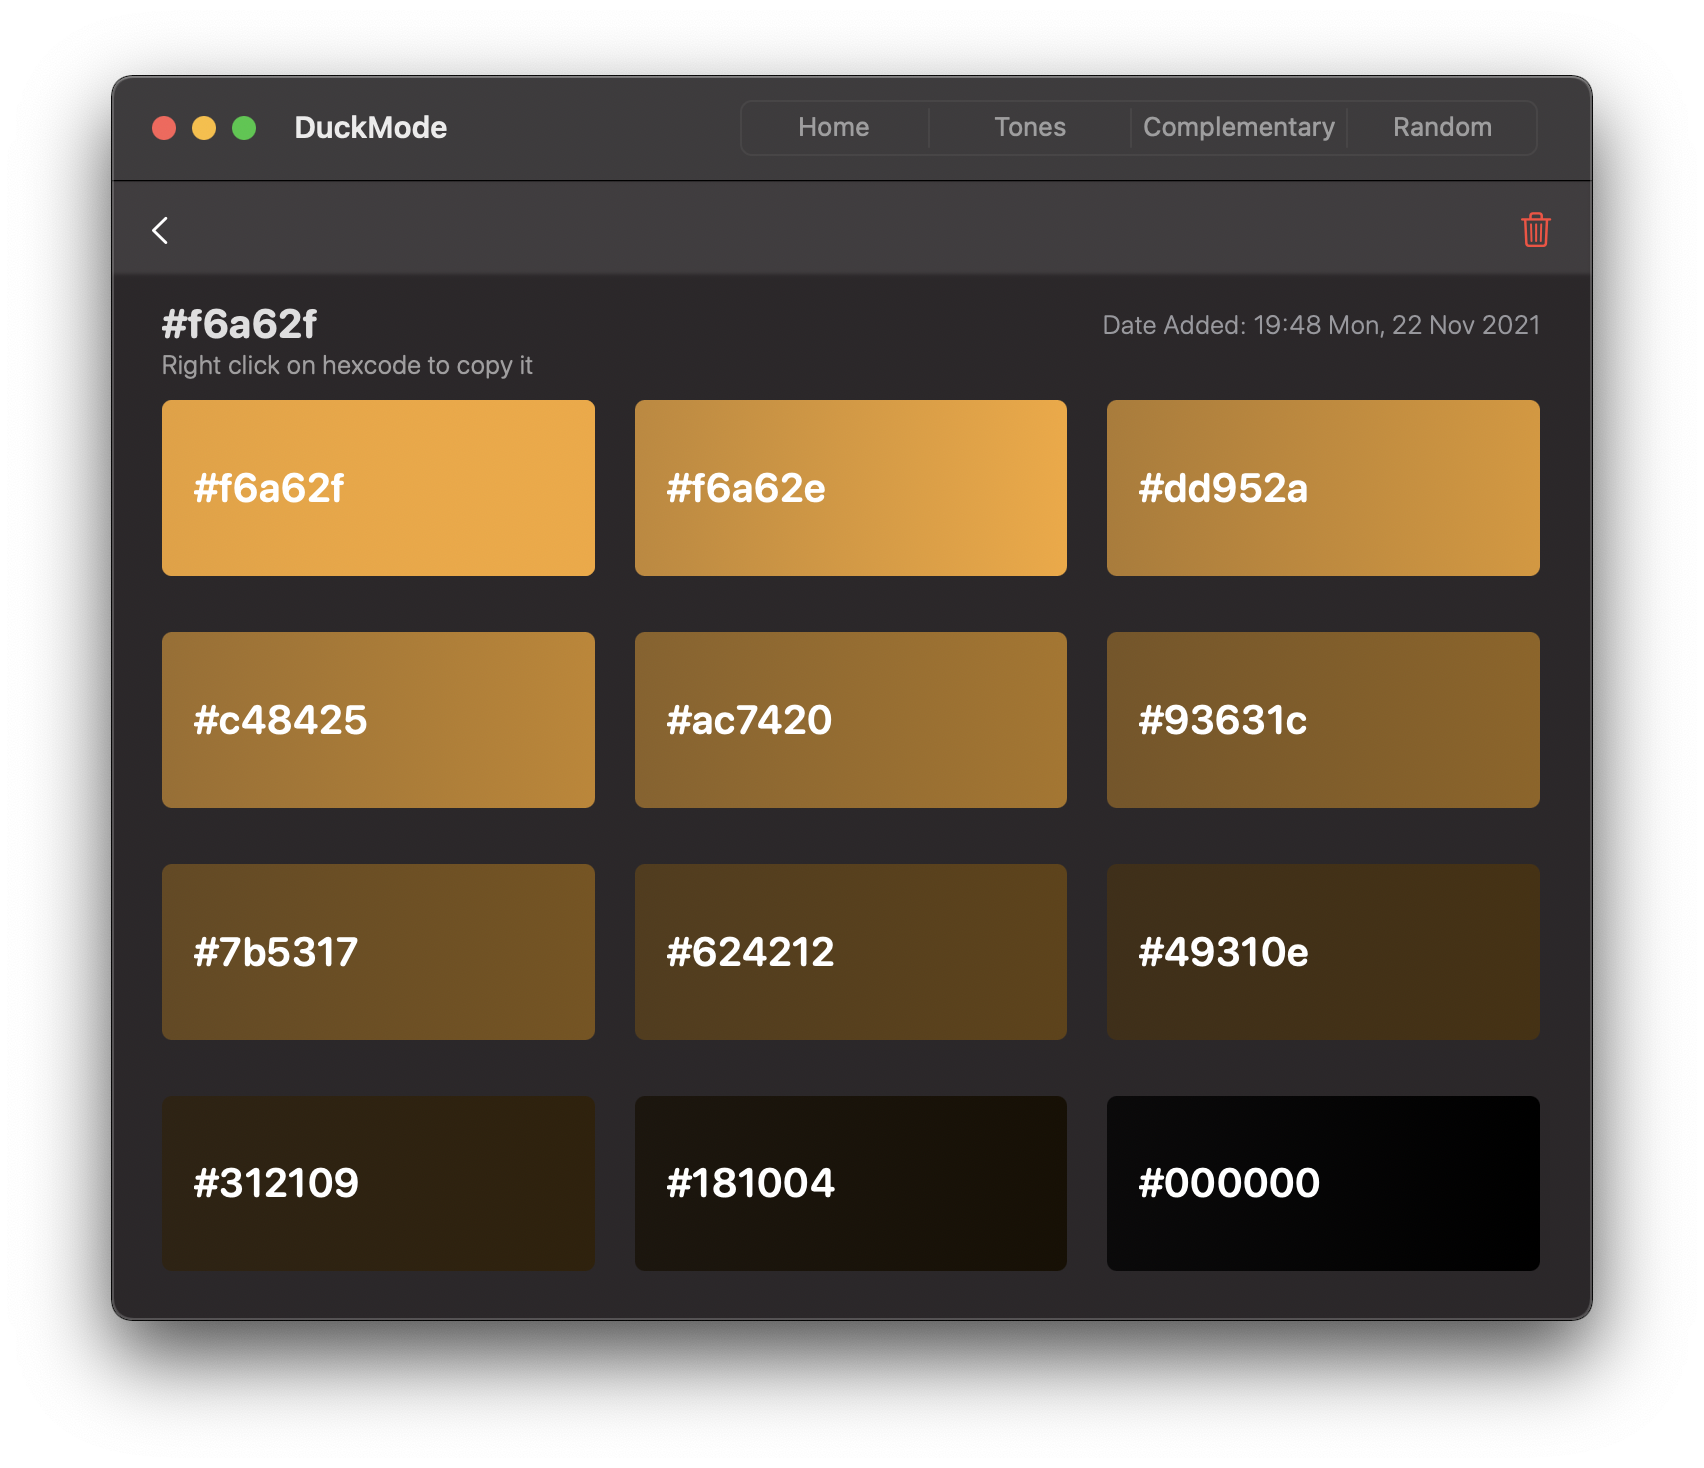 DuckMode
Home Tones Complementary Random
#f6a62f
Date Added: 19:48 Mon, 22 Nov 2021
Right click on hexcode to copy it
#f6a62f
#f6a62e
#dd952a
#c48425
#ac7420
#93631c
#7b5317
#624212
#49310e
#312109
#181004
#000000